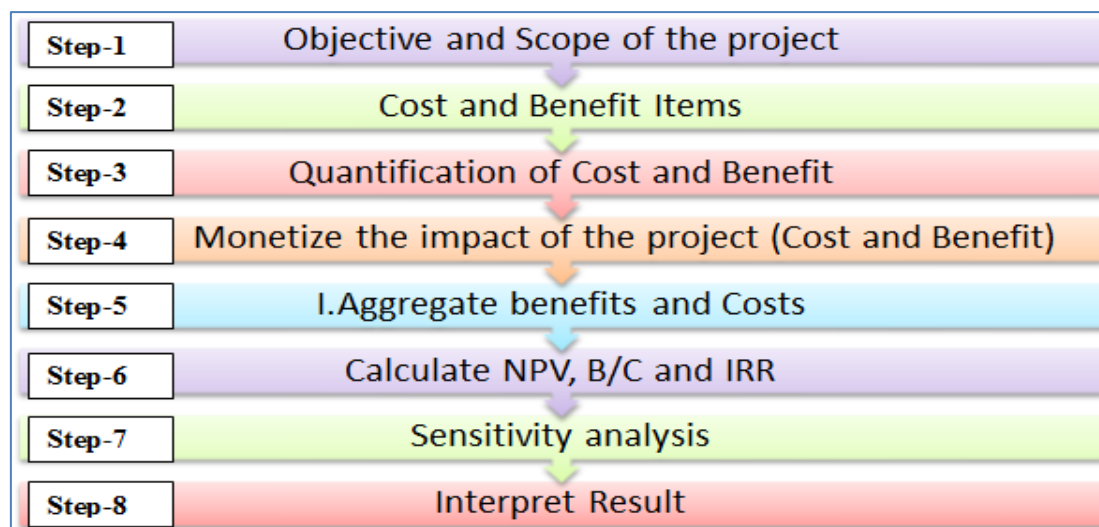 Step-1 Objective and Scope of the project
Step-2 Cost and Benefit Items
Step-3 Quantification of Cost and Benefit
Step-4 Monetize the impact of the project (Cost and Benefit)
Step-5 I.Aggregate benefits and Costs
Step-6 Calculate NPV, B/C and IRR
Step-7 Sensitivity analysis
Step-8 Interpret Result